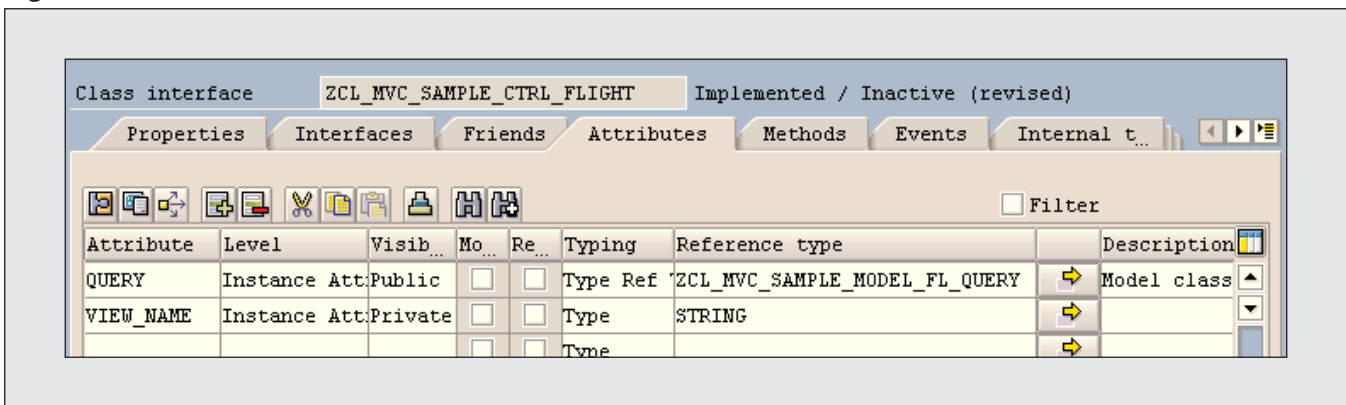 Class interface ZCL_MVC_SAMPLE_CTRL_FLIGHT Implemented / Inactive (revised)
Properties Interfaces Friends Attributes Methods Events Internal t...
Filter
Attribute Level Visib... Mo... Re... Typing Reference type Description
QUERY Instance Att Public Type Ref ZCL_MVC_SAMPLE_MODEL_FL_QUERY Model class
VIEW_NAME Instance Att Private Type STRING
Type